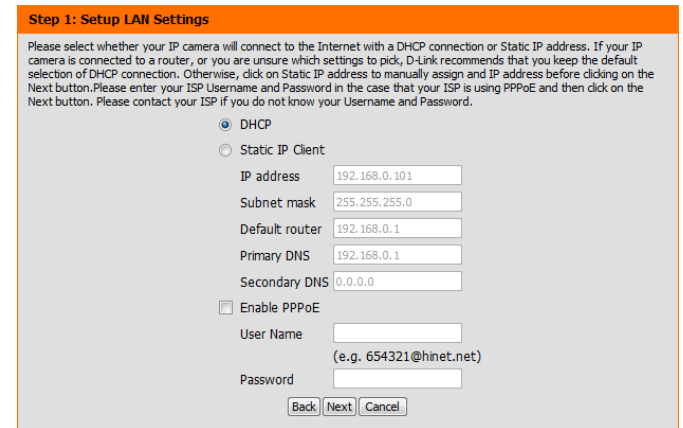 Step 1: Setup LAN Settings
Please select whether your IP camera will connect to the Internet with a DHCP connection or Static IP address. If your IP
camera is connected to a router, or you are unsure which settings to pick, D-Link recommends that you keep the default
selection of DHCP connection. Otherwise, click on Static IP address to manually assign and IP address before clicking on the
Next button.Please enter your ISP Username and Password in the case that your ISP is using PPPoE and then click on the
Next button. Please contact your ISP if you do not know your Username and Password.
DHCP
Static IP Client
IP address 192.168.0.101
Subnet mask 255.255.255.0
Default router 192.168.0.1
Primary DNS 192.168.0.1
Secondary DNS 0.0.0.0
Enable PPPoE
User Name
(e.g. 654321@hinet.net)
Password
Back Next Cancel